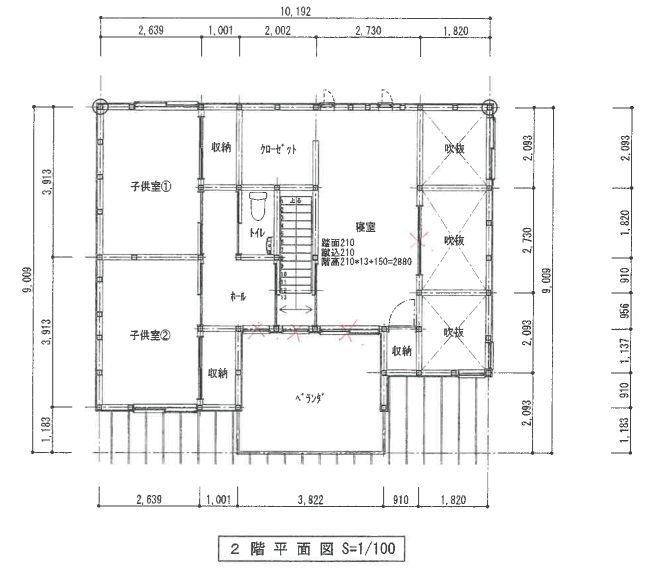 10,192
2,639
1,001
2,002
2,730
1,820
収納
ｸﾛｰｾﾞｯﾄ
吹抜
子供室①
上る
ﾄｲﾚ
寝室
吹抜
踏面210
蹴込210
階高210*13+150=2880
ﾎｰﾙ
子供室②
吹抜
収納
収納
ﾍﾞﾗﾝﾀﾞ
9,009
3,913
3,913
1,183
2,093
2,730
2,093
2,093
9,009
2,093
1,820
910
956
1,137
910
1,183
2,639
1,001
3,822
910
1,820
2 階 平 面 図 S=1/100